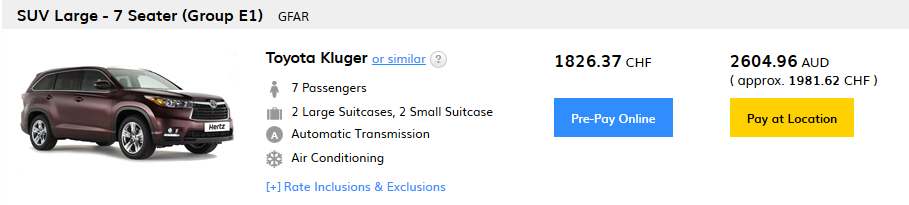 SUV Large - 7 Seater (Group E1) GFAR
Toyota Kluger or similar ?
1826.37 CHF
2604.96 AUD
( approx. 1981.62 CHF )
7 Passengers
2 Large Suitcases, 2 Small Suitcase
A Automatic Transmission
Air Conditioning
Pre-Pay Online
Pay at Location
Hertz
[+] Rate Inclusions & Exclusions